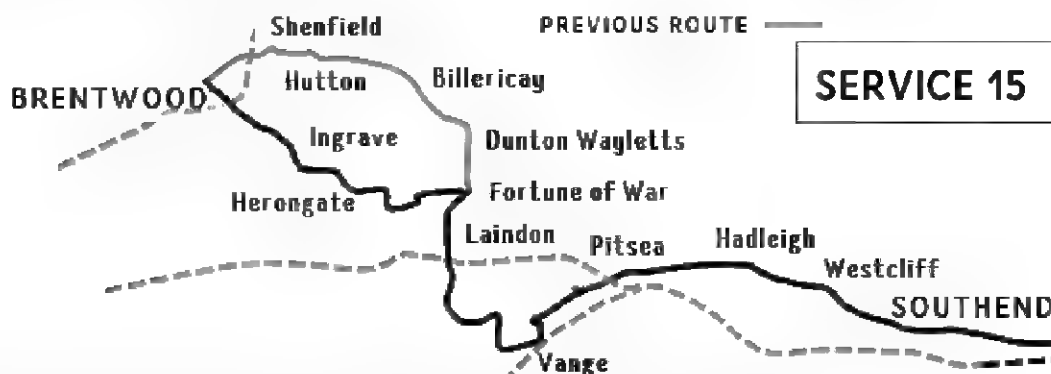 PREVIOUS ROUTE
SERVICE 15
Shenfield
Hutton
Billericay
BRENTWOOD
Ingrave
Dunton Wayletts
Herongate
Fortune of War
Laindon
Pitsea
Hadleigh
Westcliff
SOUTHEND
Vange